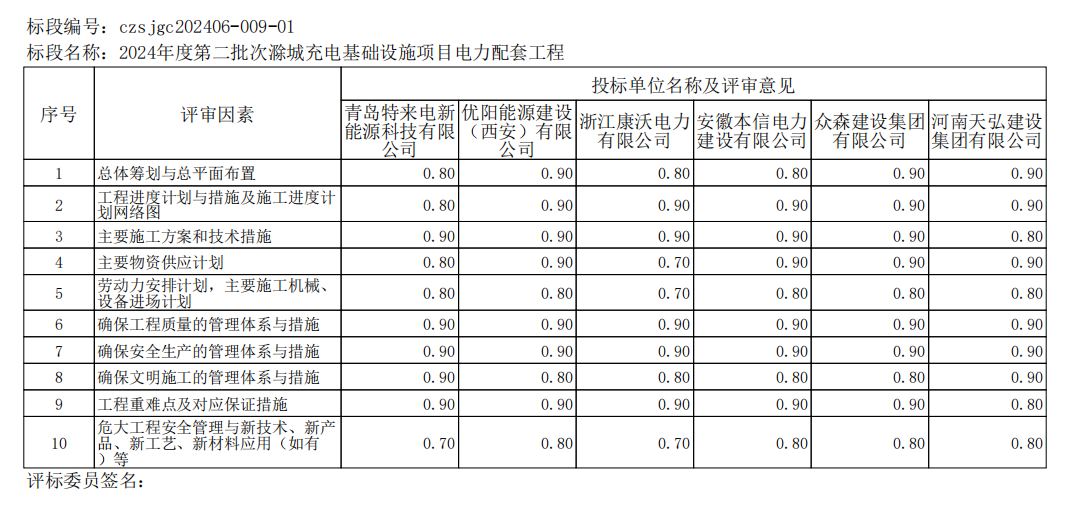 标段编号：czsjgc202406-009-01
标段名称：2024年度第二批次滁城充电基础设施项目电力配套工程
序号 评审因素 投标单位名称及评审意见
青岛特来电新能源科技有限公司 优阳能源建设（西安）有限公司 浙江康沃电力有限公司 安徽本信电力建设有限公司 众森建设集团有限公司 河南天弘建设集团有限公司
1 总体筹划与总平面布置 0.80 0.90 0.80 0.80 0.90 0.90
2 工程进度计划与措施及施工进度计划网络图 0.80 0.90 0.90 0.90 0.90 0.90
3 主要施工方案和技术措施 0.90 0.90 0.90 0.90 0.90 0.80
4 主要物资供应计划 0.80 0.90 0.70 0.90 0.90 0.90
5 劳动力安排计划，主要施工机械、设备进场计划 0.80 0.80 0.70 0.80 0.80 0.80
6 确保工程质量的管理体系与措施 0.90 0.90 0.90 0.90 0.90 0.90
7 确保安全生产的管理体系与措施 0.90 0.90 0.90 0.90 0.90 0.90
8 确保文明施工的管理体系与措施 0.90 0.80 0.80 0.80 0.80 0.90
9 工程重难点及对应保证措施 0.90 0.90 0.90 0.90 0.90 0.80
10 危大工程安全管理与新技术、新产品、新工艺、新材料应用（如有）等 0.70 0.80 0.70 0.80 0.80 0.80
评标委员签名：